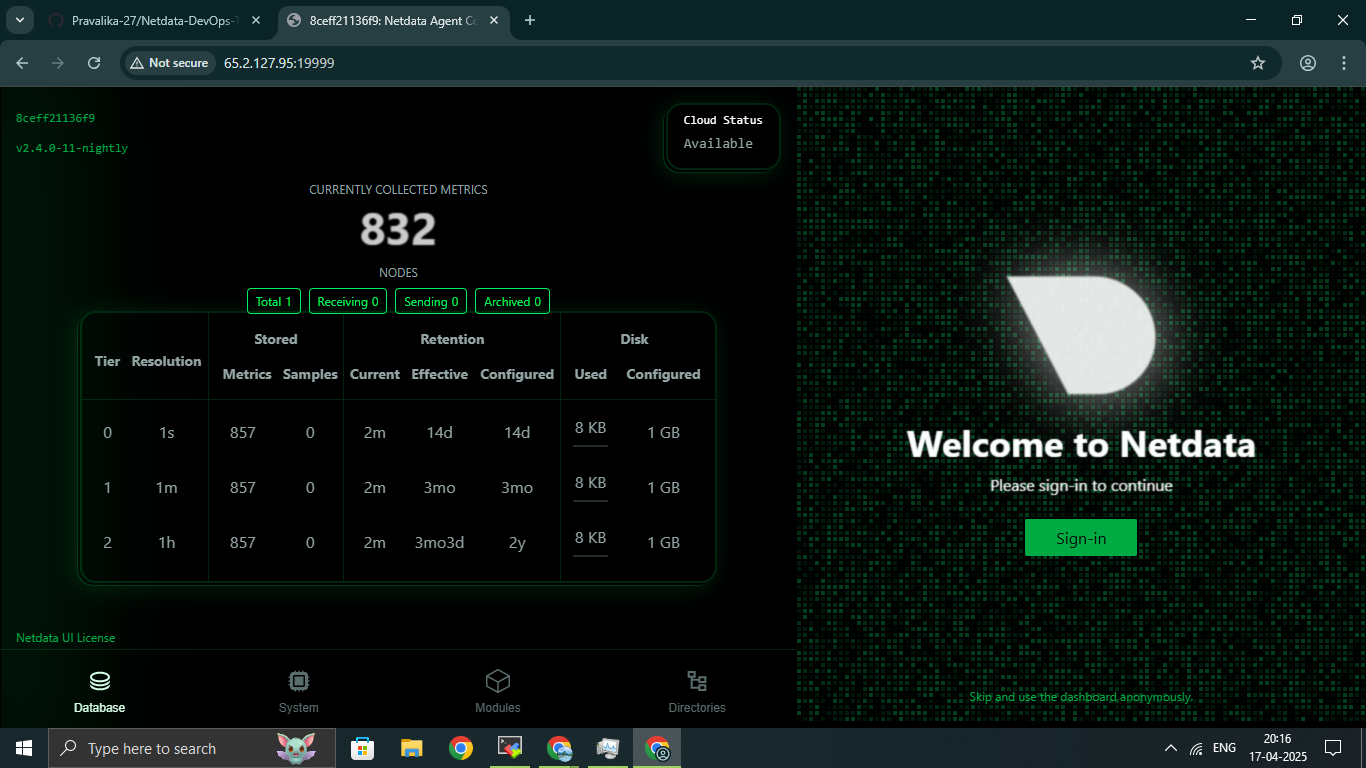 Pravalika-27/Netdata-DevOps-T
8ceff21136f9: Netdata Agent Co
Not secure
65.2.127.95:19999
8ceff21136f9
v2.4.0-11-nightly
Cloud Status
Available
CURRENTLY COLLECTED METRICS
832
NODES
Total 1 Receiving 0 Sending 0 Archived 0
Stored Retention Disk
Tier Resolution Metrics Samples Current Effective Configured Used Configured
0 1s 857 0 2m 14d 14d 8 KB 1 GB
1 1m 857 0 2m 3mo 3mo 8 KB 1 GB
2 1h 857 0 2m 3mo3d 2y 8 KB 1 GB
Netdata UI License
Database System Modules Directories
Welcome to Netdata
Please sign-in to continue
Sign-in
Skip and use the dashboard anonymously.
Type here to search
ENG
20:16
17-04-2025